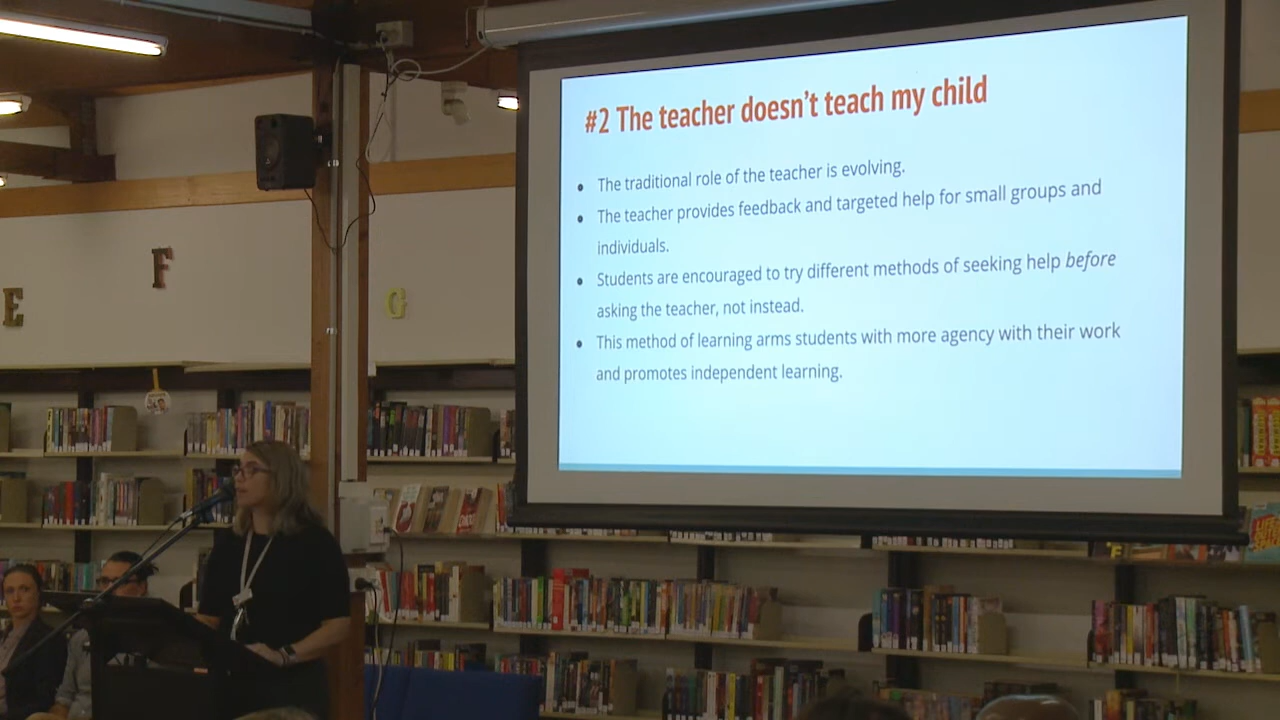 #2 The teacher doesn't teach my child
The traditional role of the teacher is evolving.
The teacher provides feedback and targeted help for small groups and
individuals.
Students are encouraged to try different methods of seeking help before
asking the teacher, not instead.
This method of learning arms students with more agency with their work
and promotes independent learning.
E
F
G
F